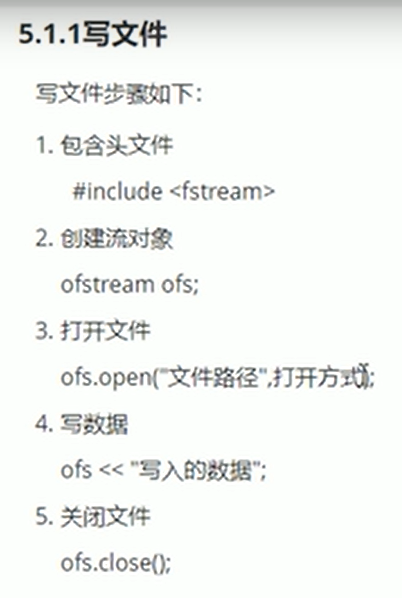 5.1.1写文件
写文件步骤如下：
1. 包含头文件
#include <fstream>
2. 创建流对象
ofstream ofs;
3. 打开文件
ofs.open("文件路径",打开方式);
4. 写数据
ofs << "写入的数据";
5. 关闭文件
ofs.close();